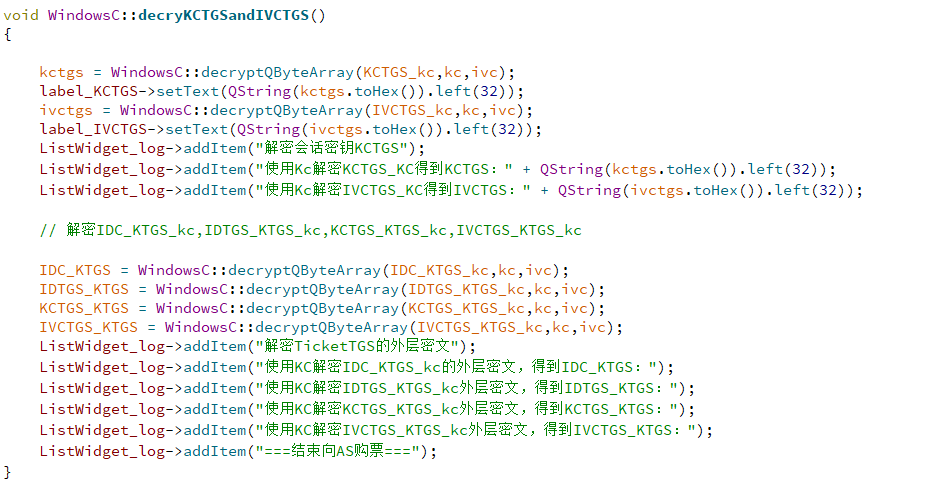 void WindowsC::decryKCTGSandIVCTGS()
{
kctgs = WindowsC::decryptQByteArray(KCTGS_kc,kc,ivc);
label_KCTGS->setText(QString(kctgs.toHex()).left(32));
ivctgs = WindowsC::decryptQByteArray(IVCTGS_kc,kc,ivc);
label_IVCTGS->setText(QString(ivctgs.toHex()).left(32));
ListWidget_log->addItem("解密会话密钥KCTGS");
ListWidget_log->addItem("使用Kc解密KCTGS_KC得到KCTGS：" + QString(kctgs.toHex()).left(32));
ListWidget_log->addItem("使用Kc解密IVCTGS_KC得到IVCTGS：" + QString(ivctgs.toHex()).left(32));
// 解密IDC_KTGS_kc,IDTGS_KTGS_kc,KCTGS_KTGS_kc,IVCTGS_KTGS_kc
IDC_KTGS = WindowsC::decryptQByteArray(IDC_KTGS_kc,kc,ivc);
IDTGS_KTGS = WindowsC::decryptQByteArray(IDTGS_KTGS_kc,kc,ivc);
KCTGS_KTGS = WindowsC::decryptQByteArray(KCTGS_KTGS_kc,kc,ivc);
IVCTGS_KTGS = WindowsC::decryptQByteArray(IVCTGS_KTGS_kc,kc,ivc);
ListWidget_log->addItem("解密TicketTGS的外层密文");
ListWidget_log->addItem("使用KC解密IDC_KTGS_kc的外层密文，得到IDC_KTGS：");
ListWidget_log->addItem("使用KC解密IDTGS_KTGS_kc外层密文，得到IDTGS_KTGS：");
ListWidget_log->addItem("使用KC解密KCTGS_KTGS_kc外层密文，得到KCTGS_KTGS：");
ListWidget_log->addItem("使用KC解密IVCTGS_KTGS_kc外层密文，得到IVCTGS_KTGS：");
ListWidget_log->addItem("===结束向AS购票===");
}